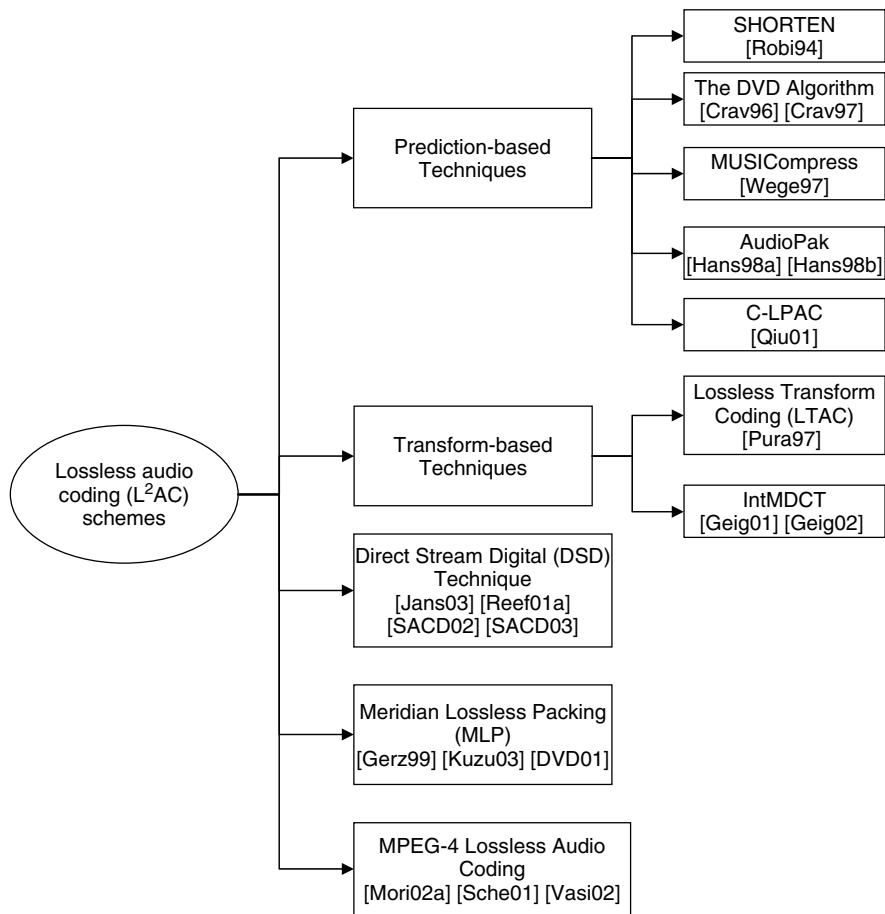 SHORTEN
[Robi94]
The DVD Algorithm
[Crav96] [Crav97]
Prediction-based
Techniques
MUSICompress
[Wege97]
AudioPak
[Hans98a] [Hans98b]
C-LPAC
[Qiu01]
Lossless Transform
Coding (LTAC)
[Pura97]
Transform-based
Techniques
IntMDCT
[Geig01] [Geig02]
Lossless audio
coding (L²AC)
schemes
Direct Stream Digital (DSD)
Technique
[Jans03] [Reef01a]
[SACD02] [SACD03]
Meridian Lossless Packing
(MLP)
[Gerz99] [Kuzu03] [DVD01]
MPEG-4 Lossless Audio
Coding
[Mori02a] [Sche01] [Vasi02]